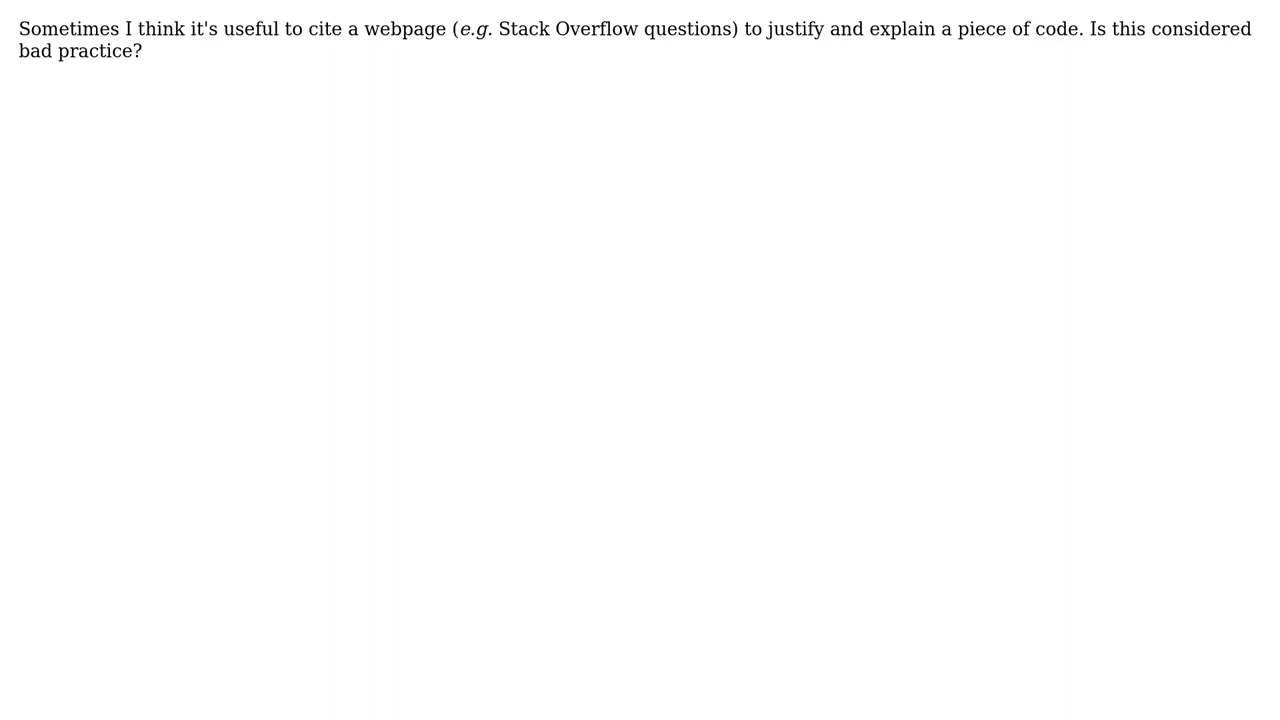 Sometimes I think it's useful to cite a webpage (e.g. Stack Overflow questions) to justify and explain a piece of code. Is this considered
bad practice?